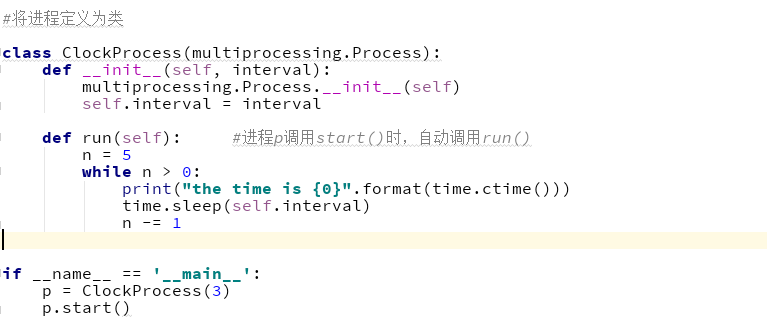 #将进程定义为类
class ClockProcess(multiprocessing.Process):
    def __init__(self, interval):
        multiprocessing.Process.__init__(self)
        self.interval = interval
    def run(self):     #进程p调用start()时，自动调用run()
        n = 5
        while n > 0:
            print("the time is {0}".format(time.ctime()))
            time.sleep(self.interval)
            n -= 1
if __name__ == '__main__':
    p = ClockProcess(3)
    p.start()